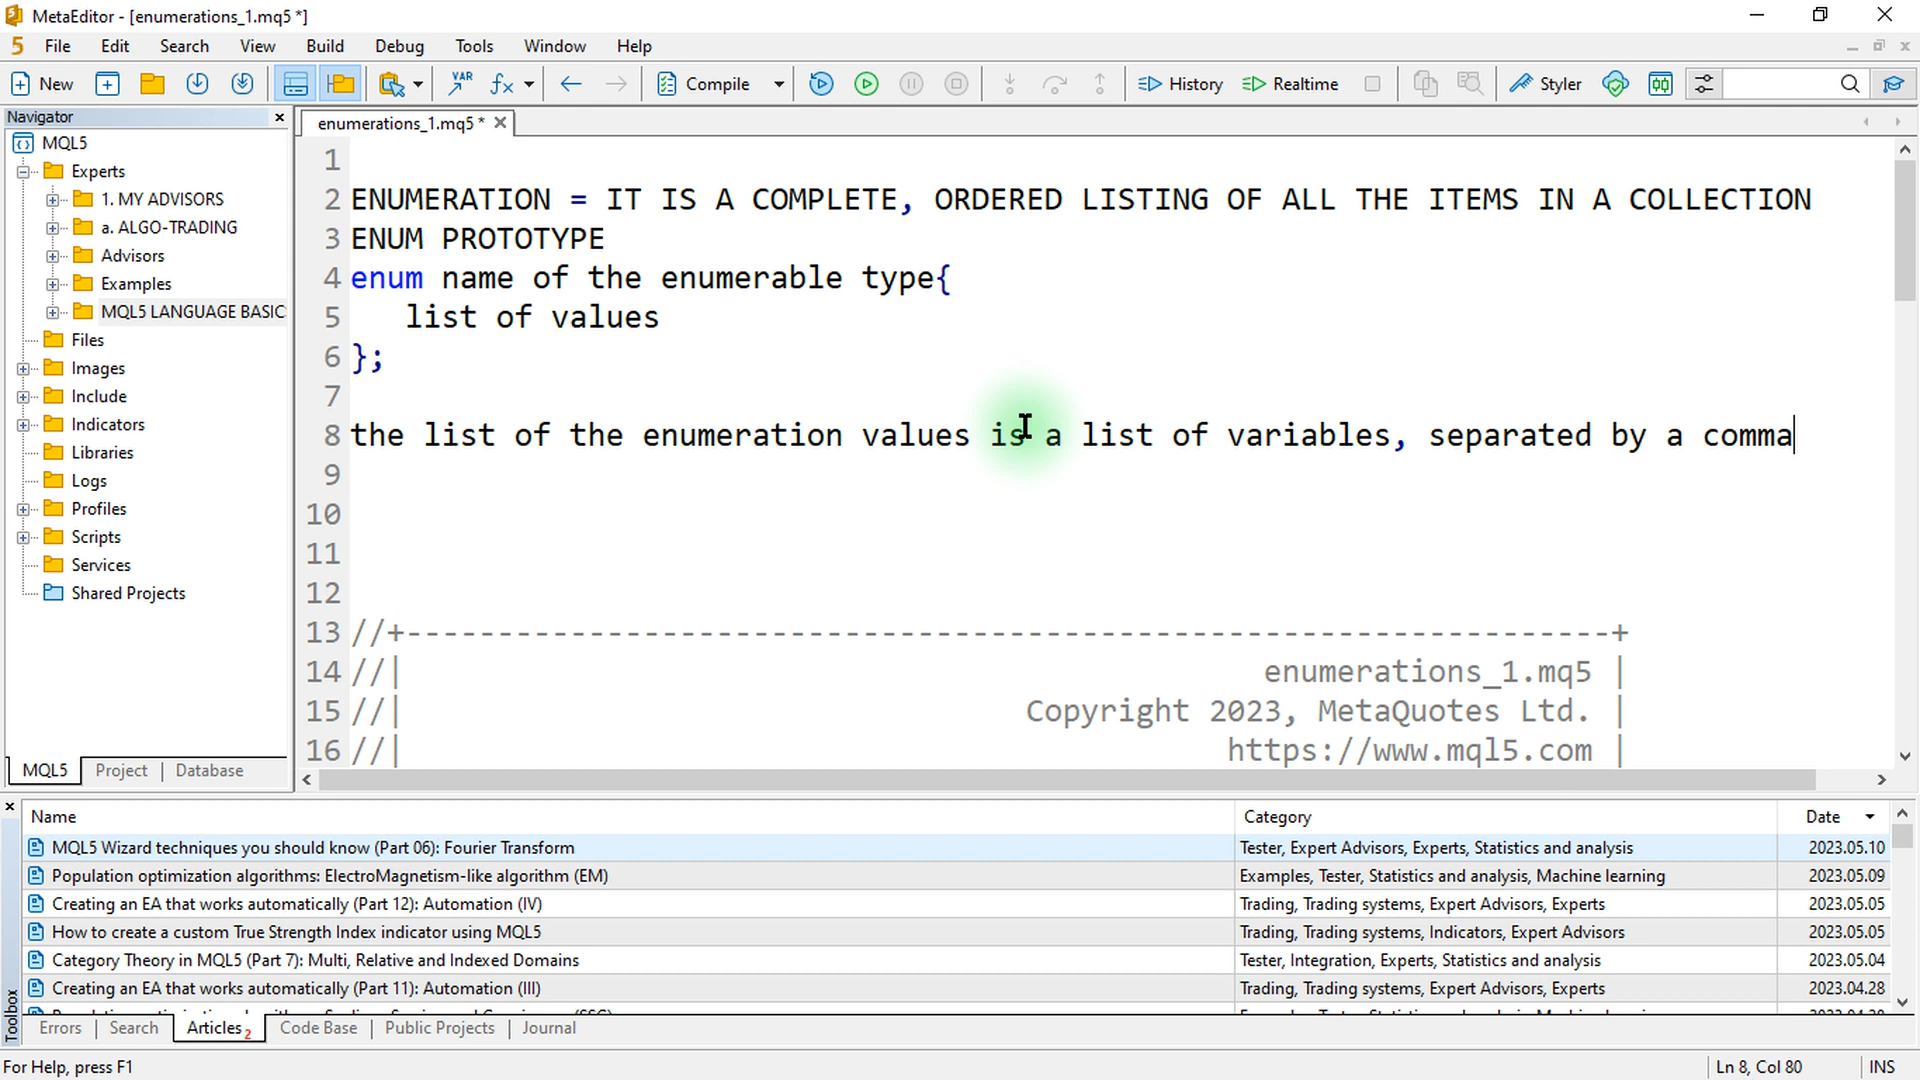 MetaEditor - [enumerations_1.mq5 *]
5 File Edit Search View Build Debug Tools Window Help
New VAR fx Compile History Realtime Styler
Navigator
enumerations_1.mq5 *
MQL5
Experts
1. MY ADVISORS
a. ALGO-TRADING
Advisors
Examples
MQL5 LANGUAGE BASIC
Files
Images
Include
Indicators
Libraries
Logs
Profiles
Scripts
Services
Shared Projects
MQL5 Project Database
1
2 ENUMERATION = IT IS A COMPLETE, ORDERED LISTING OF ALL THE ITEMS IN A COLLECTION
3 ENUM PROTOTYPE
4 enum name of the enumerable type{
5 list of values
6 };
7
8 the list of the enumeration values is a list of variables, separated by a comma
9
10
11
12
13 //+------------------------------------------------------------------+
14 //| enumerations_1.mq5 |
15 //| Copyright 2023, MetaQuotes Ltd. |
16 //| https://www.mql5.com |
Name Category Date
MQL5 Wizard techniques you should know (Part 06): Fourier Transform Tester, Expert Advisors, Experts, Statistics and analysis 2023.05.10
Population optimization algorithms: ElectroMagnetism-like algorithm (EM) Examples, Tester, Statistics and analysis, Machine learning 2023.05.09
Creating an EA that works automatically (Part 12): Automation (IV) Trading, Trading systems, Expert Advisors, Experts 2023.05.05
How to create a custom True Strength Index indicator using MQL5 Trading, Trading systems, Indicators, Expert Advisors 2023.05.05
Category Theory in MQL5 (Part 7): Multi, Relative and Indexed Domains Tester, Integration, Experts, Statistics and analysis 2023.05.04
Creating an EA that works automatically (Part 11): Automation (III) Trading, Trading systems, Expert Advisors, Experts 2023.04.28
Toolbox
Errors Search Articles 2 Code Base Public Projects Journal
For Help, press F1 Ln 8, Col 80 INS